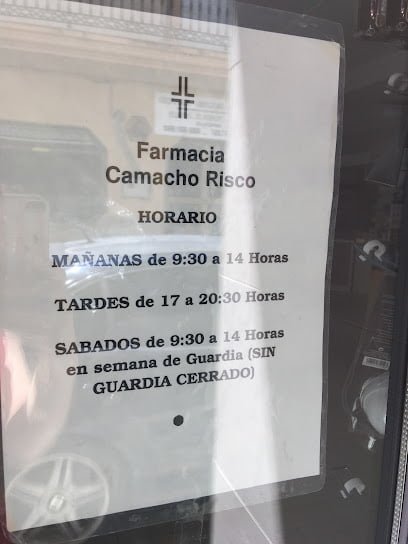 Farmacia
Camacho Risco
HORARIO
MAÑANAS de 9:30 a 14 Horas
TARDES de 17 a 20:30 Horas
SABADOS de 9:30 a 14 Horas
en semana de Guardia (SIN
GUARDIA CERRADO)